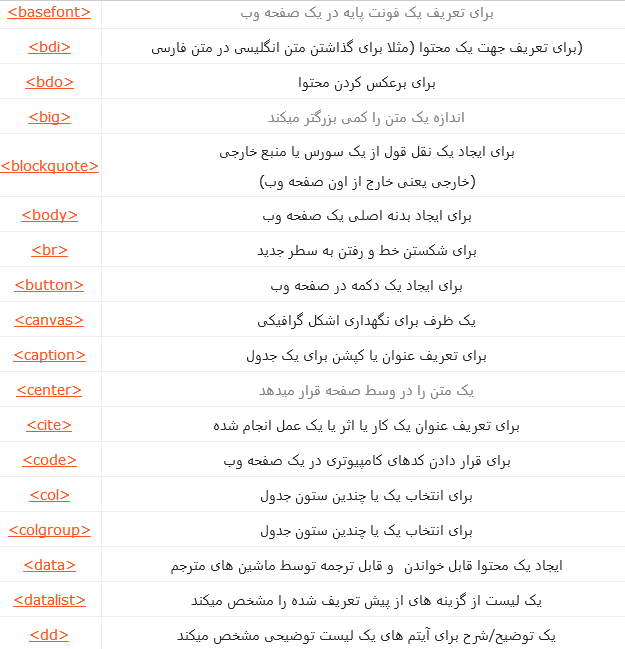 <basefont> برای تعریف یک فونت پایه در یک صفحه وب
<bdi> (برای تعریف جهت یک محتوا (مثلا برای گذاشتن متن انگلیسی در متن فارسی
<bdo> برای برعکس کردن محتوا
<big> اندازه یک متن را کمی بزرگتر میکند
<blockquote> برای ایجاد یک نقل قول از یک سورس یا منبع خارجی
(خارجی یعنی خارج از اون صفحه وب)
<body> برای ایجاد بدنه اصلی یک صفحه وب
<br> برای شکستن خط و رفتن به سطر جدید
<button> برای ایجاد یک دکمه در صفحه وب
<canvas> یک ظرف برای نگهداری اشکل گرافیکی
<caption> برای تعریف عنوان یا کپشن برای یک جدول
<center> یک متن را در وسط صفحه قرار میدهد
<cite> برای تعریف عنوان یک کار یا اثر یا یک عمل انجام شده
<code> برای قرار دادن کدهای کامپیوتری در یک صفحه وب
<col> برای انتخاب یک یا چندین ستون جدول
<colgroup> برای انتخاب یک یا چندین ستون جدول
<data> ایجاد یک محتوا قابل خواندن و قابل ترجمه توسط ماشین های مترجم
<datalist> یک لیست از گزینه های از پیش تعریف شده را مشخص میکند
<dd> یک توضیح/شرح برای آیتم های یک لیست توضیحی مشخص میکند